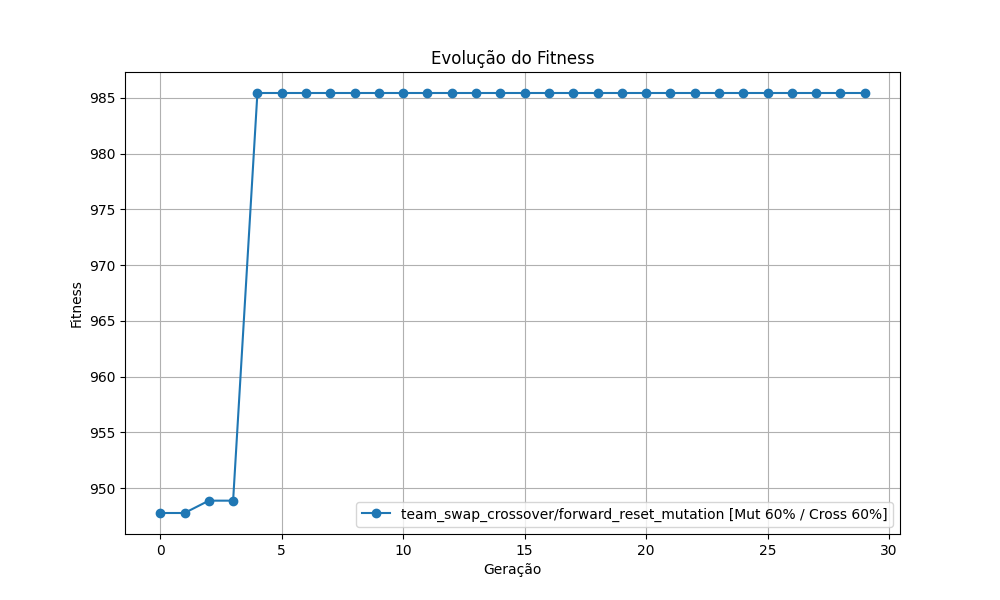 Evolução do Fitness
Fitness
985
980
975
970
965
960
955
950
team_swap_crossover/forward_reset_mutation [Mut 60% / Cross 60%]
0 5 10 15 20 25 30
Geração